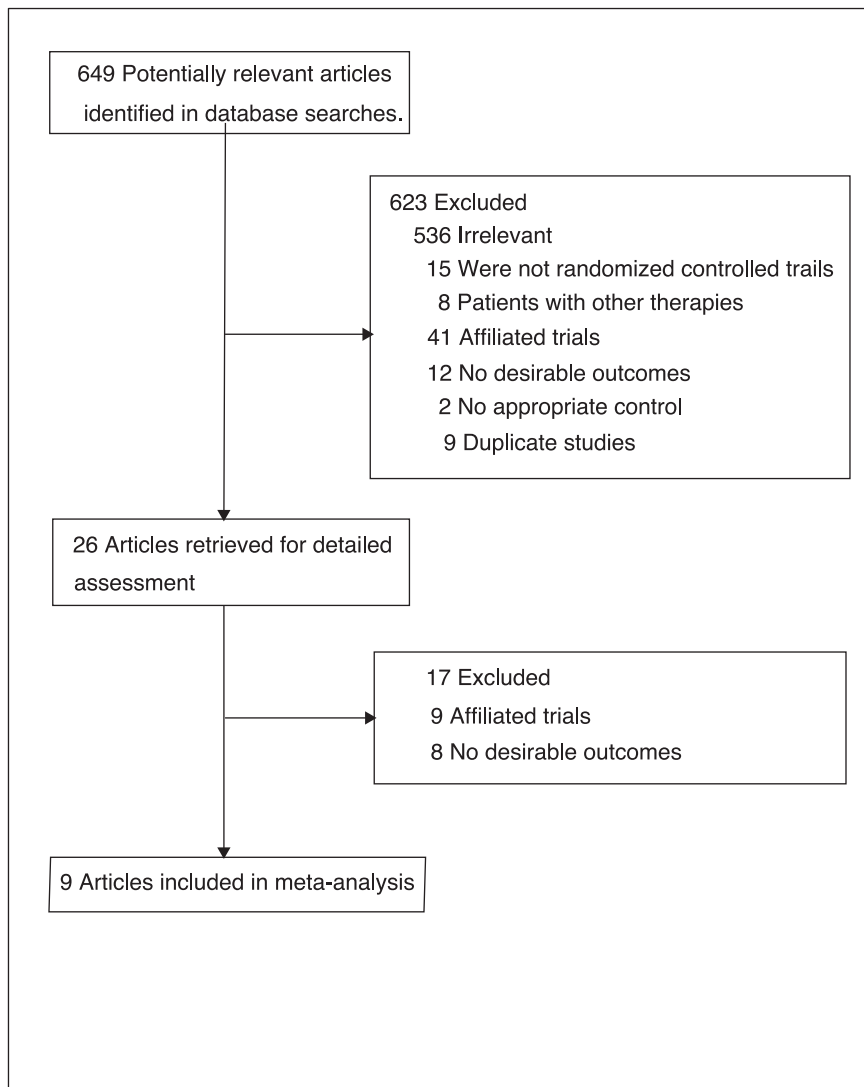 649 Potentially relevant articles
identified in database searches.
623 Excluded
536 Irrelevant
15 Were not randomized controlled trails
8 Patients with other therapies
41 Affiliated trials
12 No desirable outcomes
2 No appropriate control
9 Duplicate studies
26 Articles retrieved for detailed
assessment
17 Excluded
9 Affiliated trials
8 No desirable outcomes
9 Articles included in meta-analysis